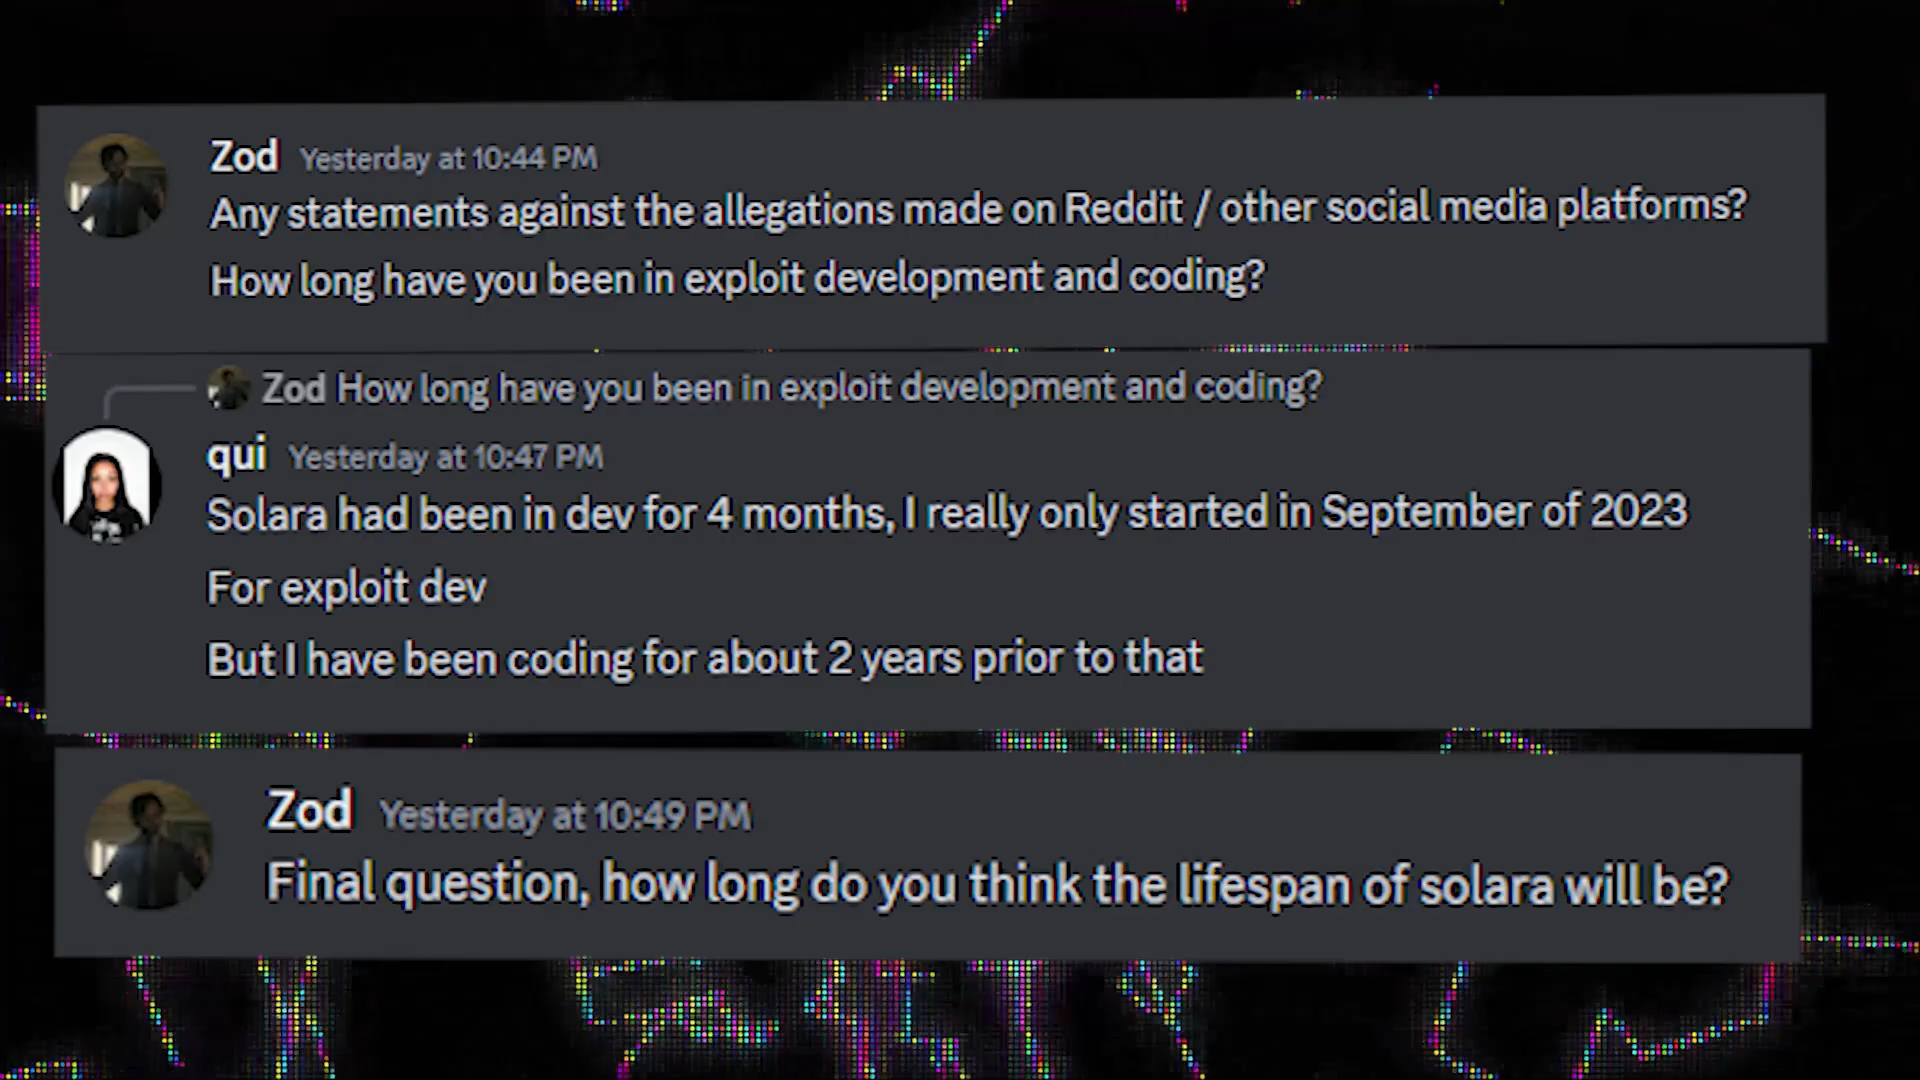 Zod Yesterday at 10:44 PM
Any statements against the allegations made on Reddit / other social media platforms?
How long have you been in exploit development and coding?
Zod How long have you been in exploit development and coding?
qui Yesterday at 10:47 PM
Solara had been in dev for 4 months, I really only started in September of 2023
For exploit dev
But I have been coding for about 2 years prior to that
Zod Yesterday at 10:49 PM
Final question, how long do you think the lifespan of solara will be?